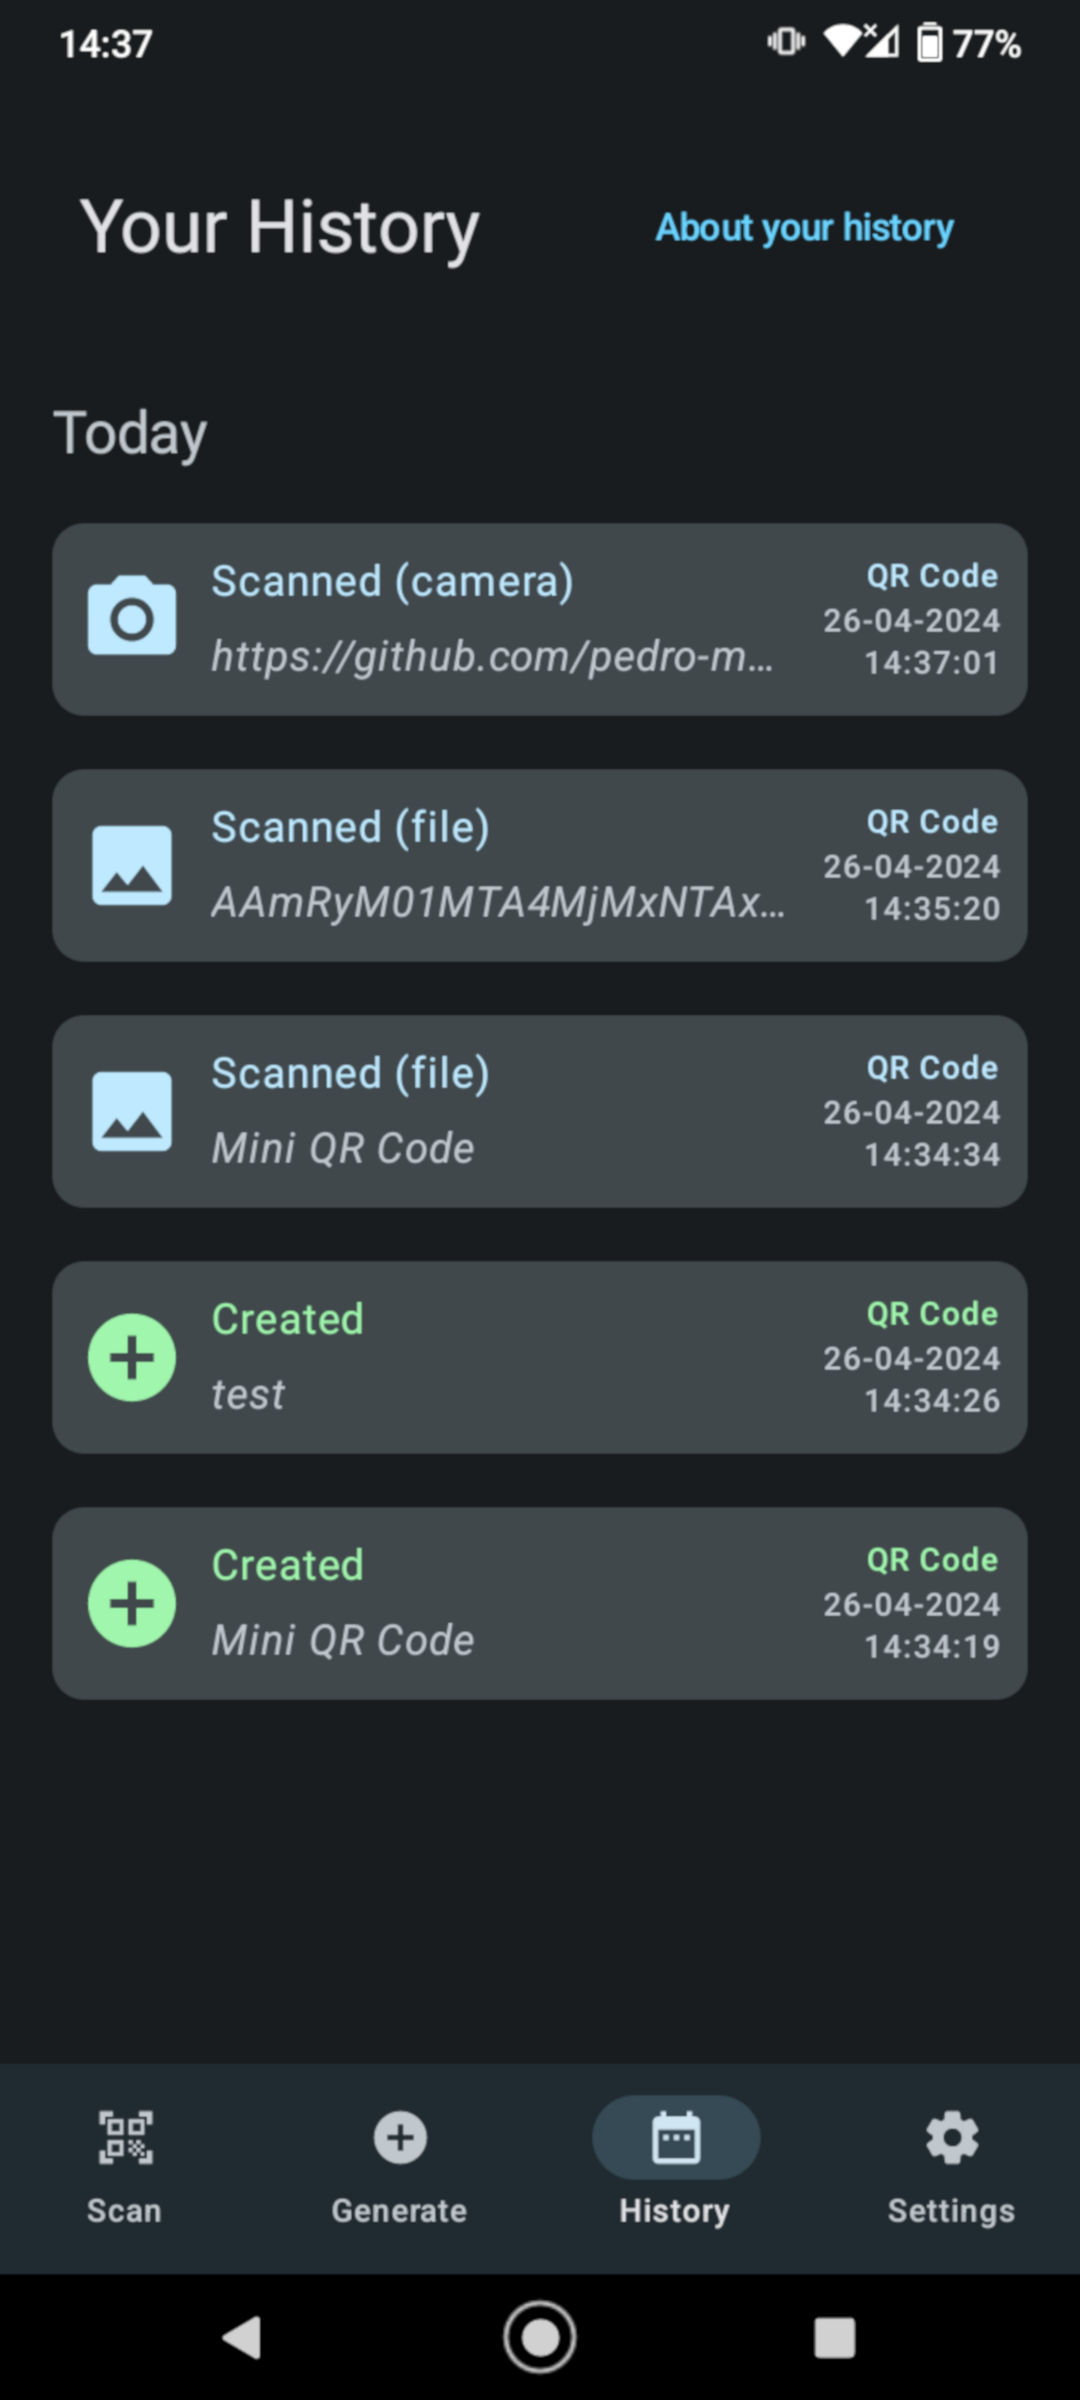 14:37
77%
Your History
About your history
Today
Scanned (camera)
https://github.com/pedro-m...
QR Code
26-04-2024
14:37:01
Scanned (file)
AAmRyM01MTA4MjMxNTAx...
QR Code
26-04-2024
14:35:20
Scanned (file)
Mini QR Code
QR Code
26-04-2024
14:34:34
Created
test
QR Code
26-04-2024
14:34:26
Created
Mini QR Code
QR Code
26-04-2024
14:34:19
Scan
Generate
History
Settings